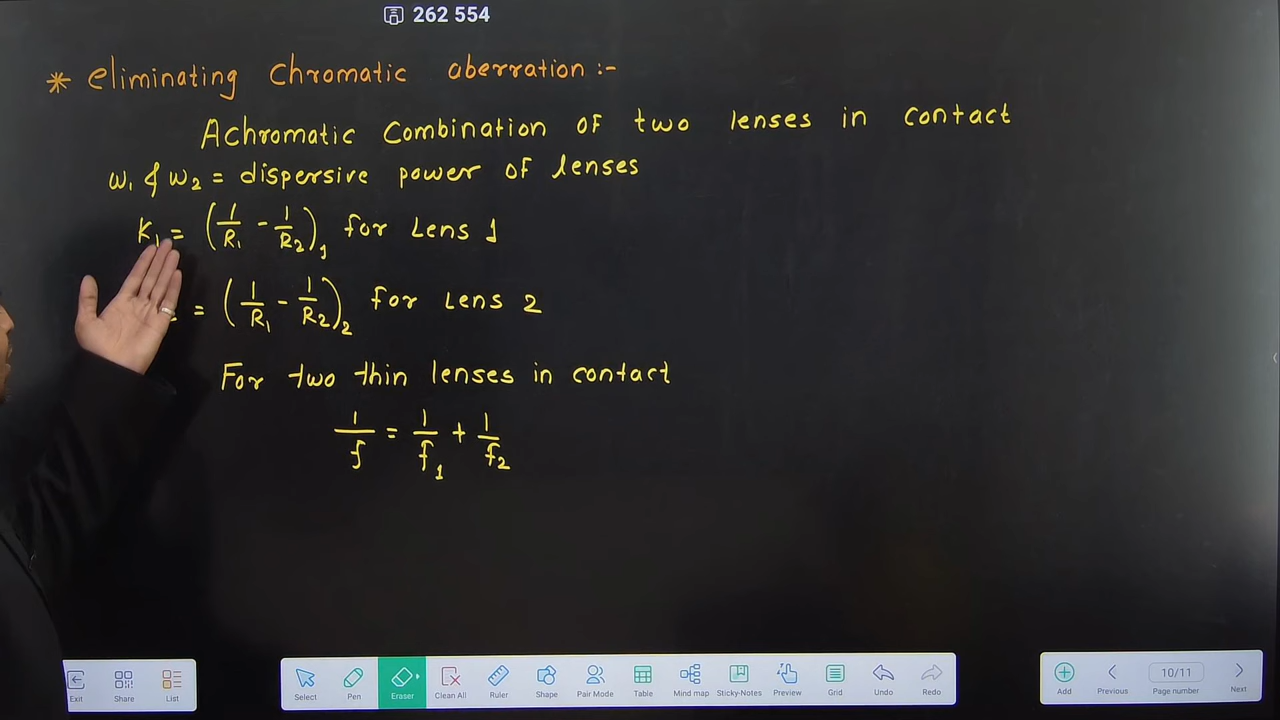 262 554
* eliminating chromatic aberration :-
Achromatic Combination of two lenses in contact
ω₁ & ω₂ = dispersive power of lenses
K₁ = (1/R₁ - 1/R₂)₁ for Lens 1
= (1/R₁ - 1/R₂)₂ for Lens 2
For two thin lenses in contact
1/f = 1/f₁ + 1/f₂
Exit Share List Select Pen Eraser Clean All Ruler Shape Pair Mode Table Mind map Sticky-Notes Preview Grid Undo Redo Add Previous 10/11 Page number Next